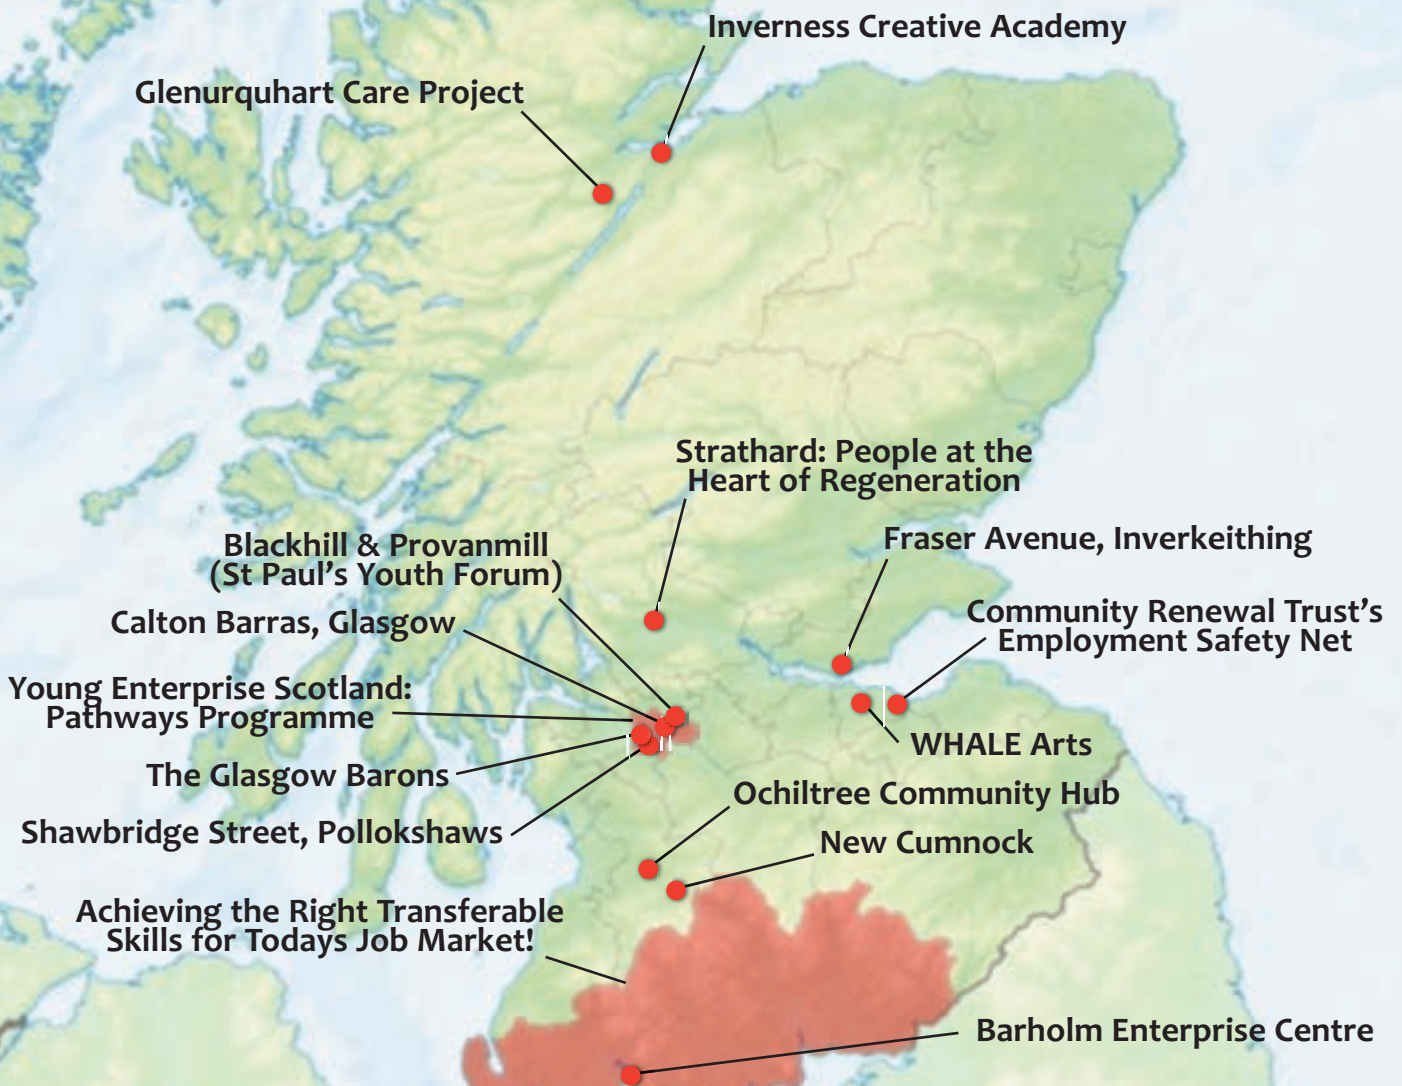 Inverness Creative Academy
Glenurquhart Care Project
Strathard: People at the
Heart of Regeneration
Fraser Avenue, Inverkeithing
Blackhill & Provanmill
(St Paul's Youth Forum)
Community Renewal Trust's
Employment Safety Net
Calton Barras, Glasgow
Young Enterprise Scotland:
Pathways Programme
WHALE Arts
The Glasgow Barons
Ochiltree Community Hub
Shawbridge Street, Pollokshaws
New Cumnock
Achieving the Right Transferable
Skills for Todays Job Market!
Barholm Enterprise Centre